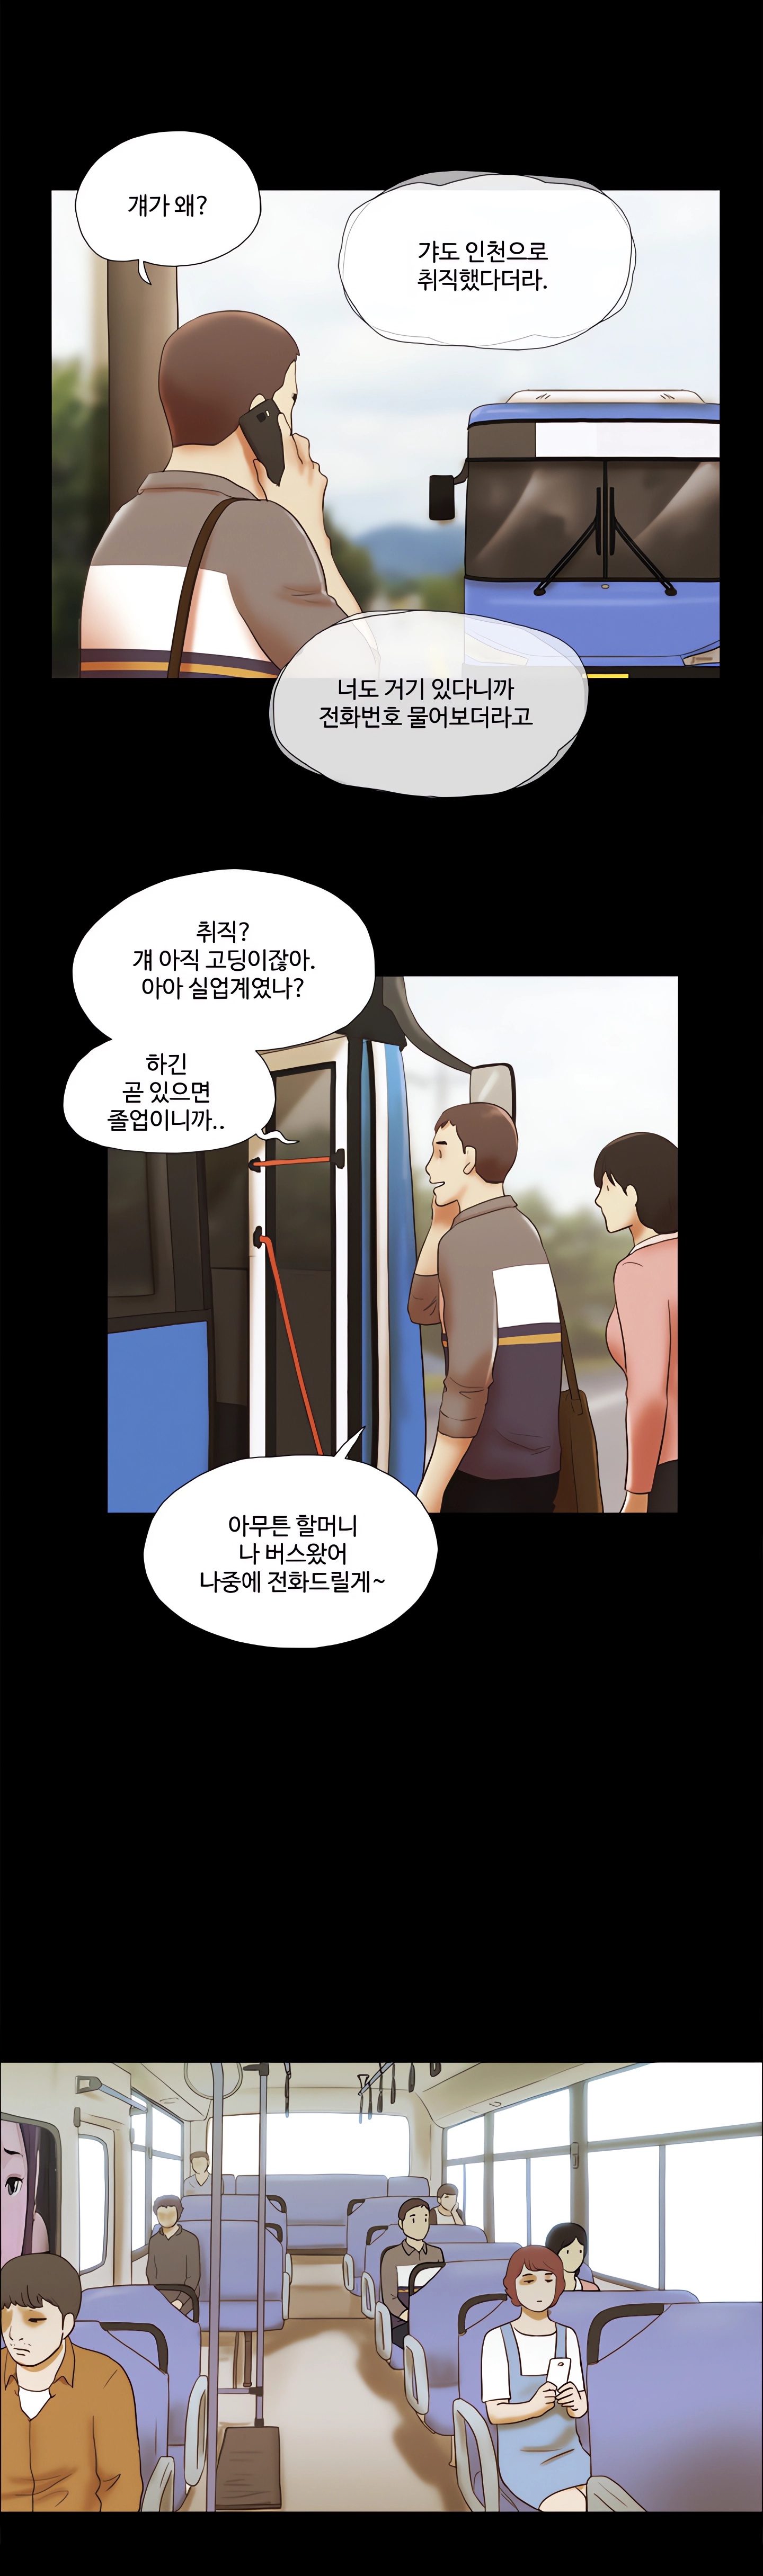 걔가 왜?
갸도 인천으로
취직했다더라.
너도 거기 있다니까
전화번호 물어보더라고
취직?
걔 아직 고딩이잖아.
아아 실업계였나?
하긴
곧 있으면
졸업이니까..
아무튼 할머니
나 버스왔어
나중에 전화드릴게~